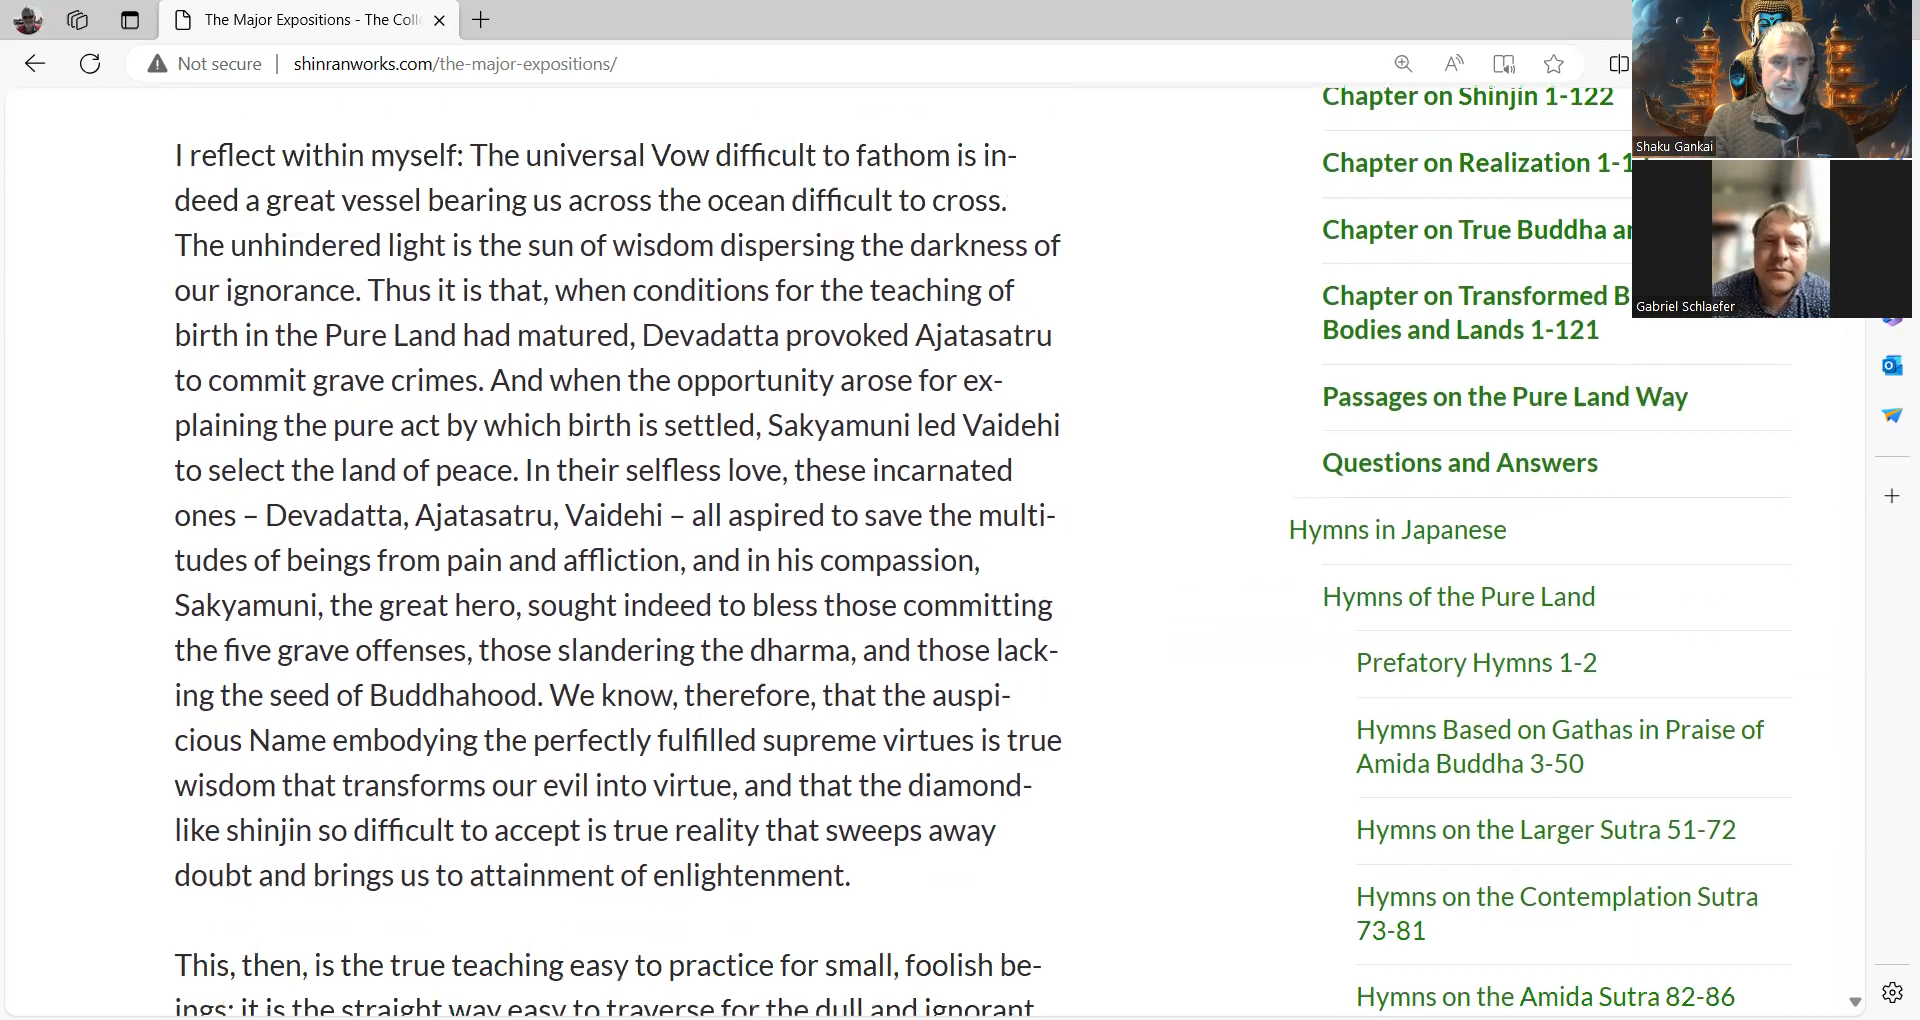 The Major Expositions - The Coll
Not secure
shinranworks.com/the-major-expositions/
I reflect within myself: The universal Vow difficult to fathom is in-
deed a great vessel bearing us across the ocean difficult to cross.
The unhindered light is the sun of wisdom dispersing the darkness of
our ignorance. Thus it is that, when conditions for the teaching of
birth in the Pure Land had matured, Devadatta provoked Ajatasatru
to commit grave crimes. And when the opportunity arose for ex-
plaining the pure act by which birth is settled, Sakyamuni led Vaidehi
to select the land of peace. In their selfless love, these incarnated
ones – Devadatta, Ajatasatru, Vaidehi – all aspired to save the multi-
tudes of beings from pain and affliction, and in his compassion,
Sakyamuni, the great hero, sought indeed to bless those committing
the five grave offenses, those slandering the dharma, and those lack-
ing the seed of Buddhahood. We know, therefore, that the auspi-
cious Name embodying the perfectly fulfilled supreme virtues is true
wisdom that transforms our evil into virtue, and that the diamond-
like shinjin so difficult to accept is true reality that sweeps away
doubt and brings us to attainment of enlightenment.
This, then, is the true teaching easy to practice for small, foolish be-
ings; it is the straight way easy to traverse for the dull and ignorant.
Chapter on Shinjin 1-122
Chapter on Realization 1-1
Chapter on True Buddha an
Chapter on Transformed B
Bodies and Lands 1-121
Passages on the Pure Land Way
Questions and Answers
Hymns in Japanese
Hymns of the Pure Land
Prefatory Hymns 1-2
Hymns Based on Gathas in Praise of
Amida Buddha 3-50
Hymns on the Larger Sutra 51-72
Hymns on the Contemplation Sutra
73-81
Hymns on the Amida Sutra 82-86
Shaku Gankai
Gabriel Schlaefer